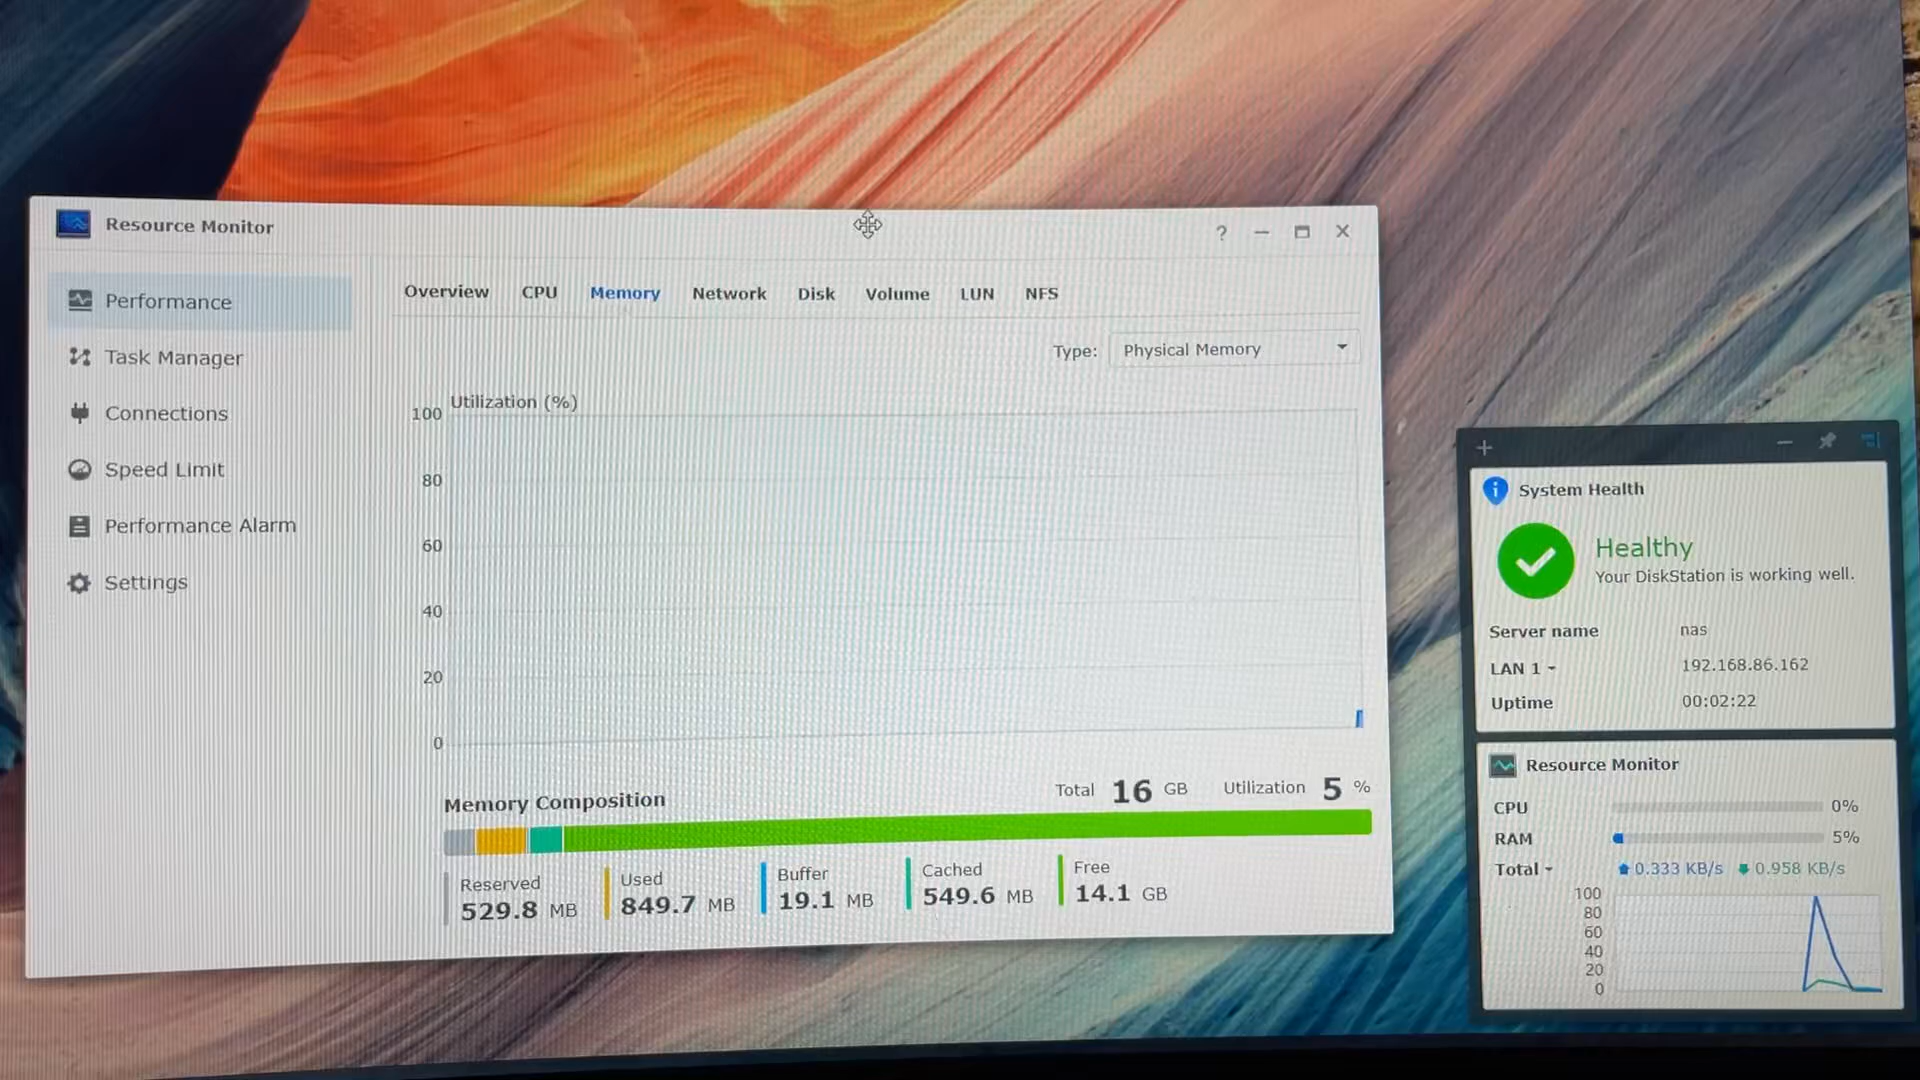 Resource Monitor
?
Performance
Task Manager
Connections
Speed Limit
Performance Alarm
Settings
Overview CPU Memory Network Disk Volume LUN NFS
Type: Physical Memory
Utilization (%)
100
80
60
40
20
0
Memory Composition
Total 16 GB Utilization 5 %
Reserved
529.8 MB
Used
849.7 MB
Buffer
19.1 MB
Cached
549.6 MB
Free
14.1 GB
System Health
Healthy
Your DiskStation is working well.
Server name nas
LAN 1 192.168.86.162
Uptime 00:02:22
Resource Monitor
CPU 0%
RAM 5%
Total 0.333 KB/s 0.958 KB/s
100
80
60
40
20
0